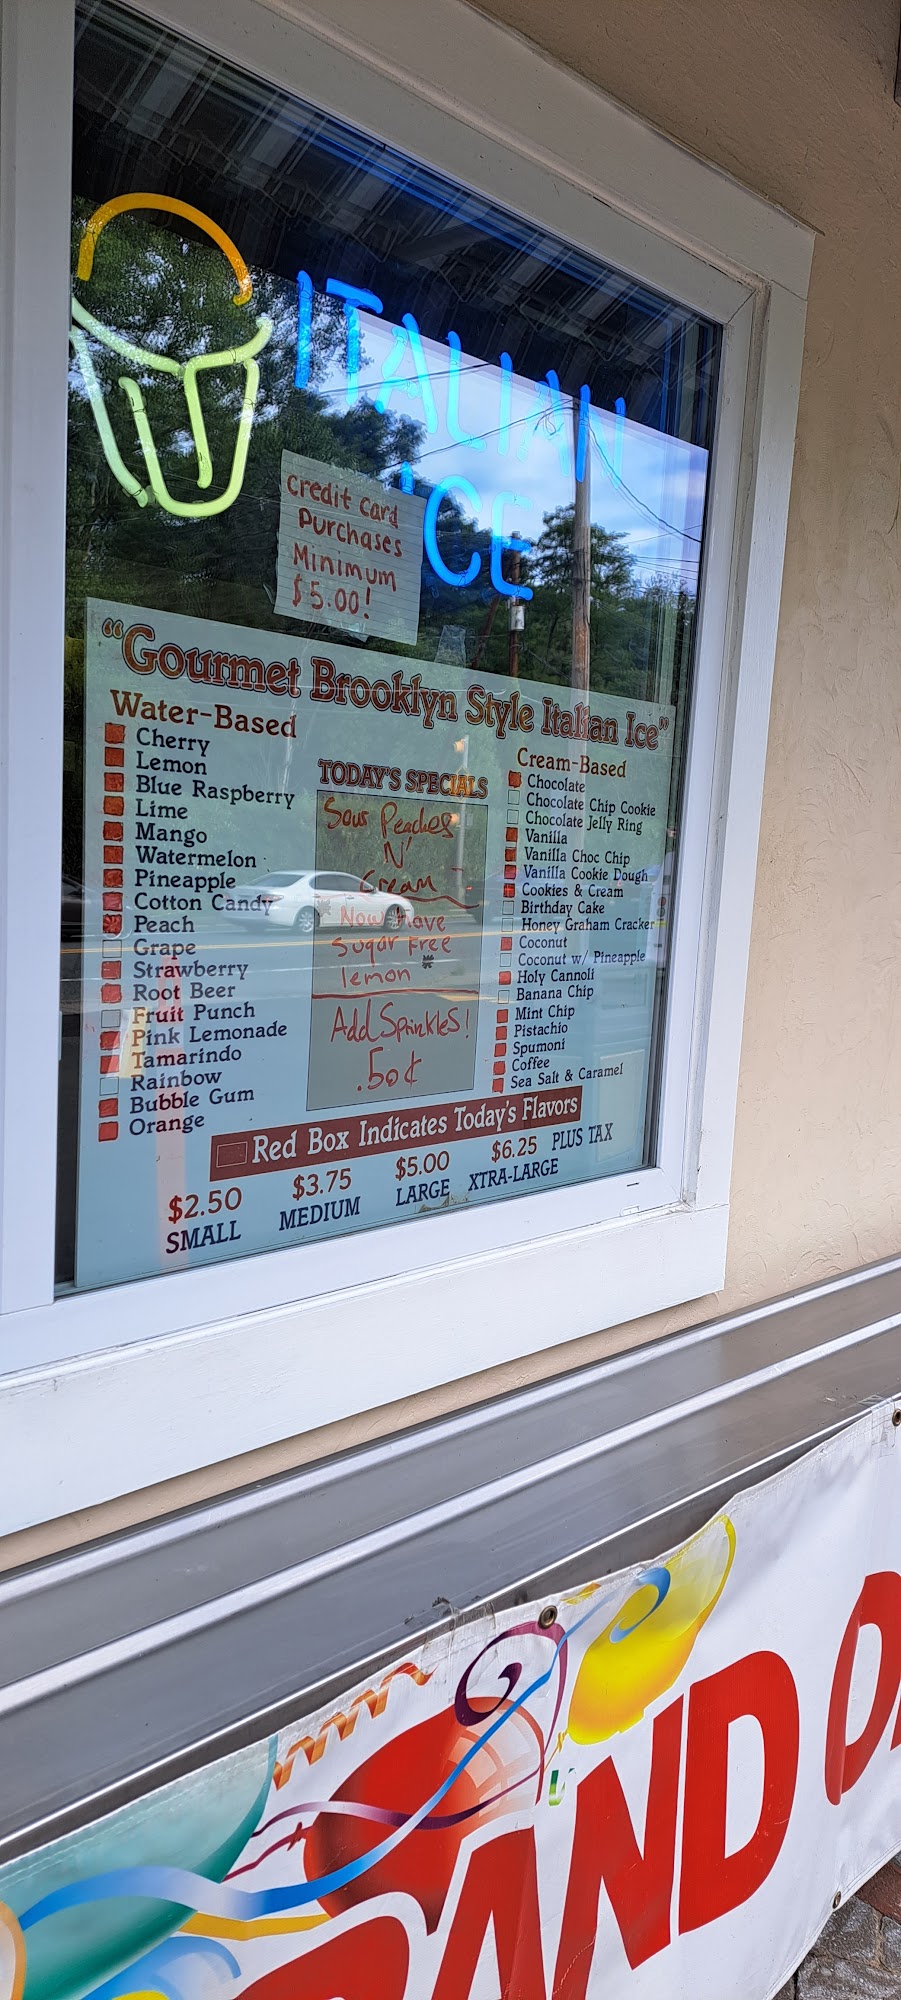 ITALIAN
ICE
Credit Card
Purchases
Minimum
$5.00!
"Gourmet Brooklyn Style Italian Ice"
Water-Based
Cherry
Lemon
Blue Raspberry
Lime
Mango
Watermelon
Pineapple
Cotton Candy
Peach
Grape
Strawberry
Root Beer
Fruit Punch
Pink Lemonade
Tamarindo
Rainbow
Bubble Gum
Orange
TODAY'S SPECIALS
Sour Peaches
N'
Cream
Now Have
Sugar Free
lemon
Add Sprinkles!
.50¢
Cream-Based
Chocolate
Chocolate Chip Cookie
Chocolate Jelly Ring
Vanilla
Vanilla Choc Chip
Vanilla Cookie Dough
Cookies & Cream
Birthday Cake
Honey Graham Cracker
Coconut
Coconut w/ Pineapple
Holy Cannoli
Banana Chip
Mint Chip
Pistachio
Spumoni
Coffee
Sea Salt & Caramel
Red Box Indicates Today's Flavors
$2.50 $3.75 $5.00 $6.25 PLUS TAX
SMALL MEDIUM LARGE XTRA-LARGE
RAND O